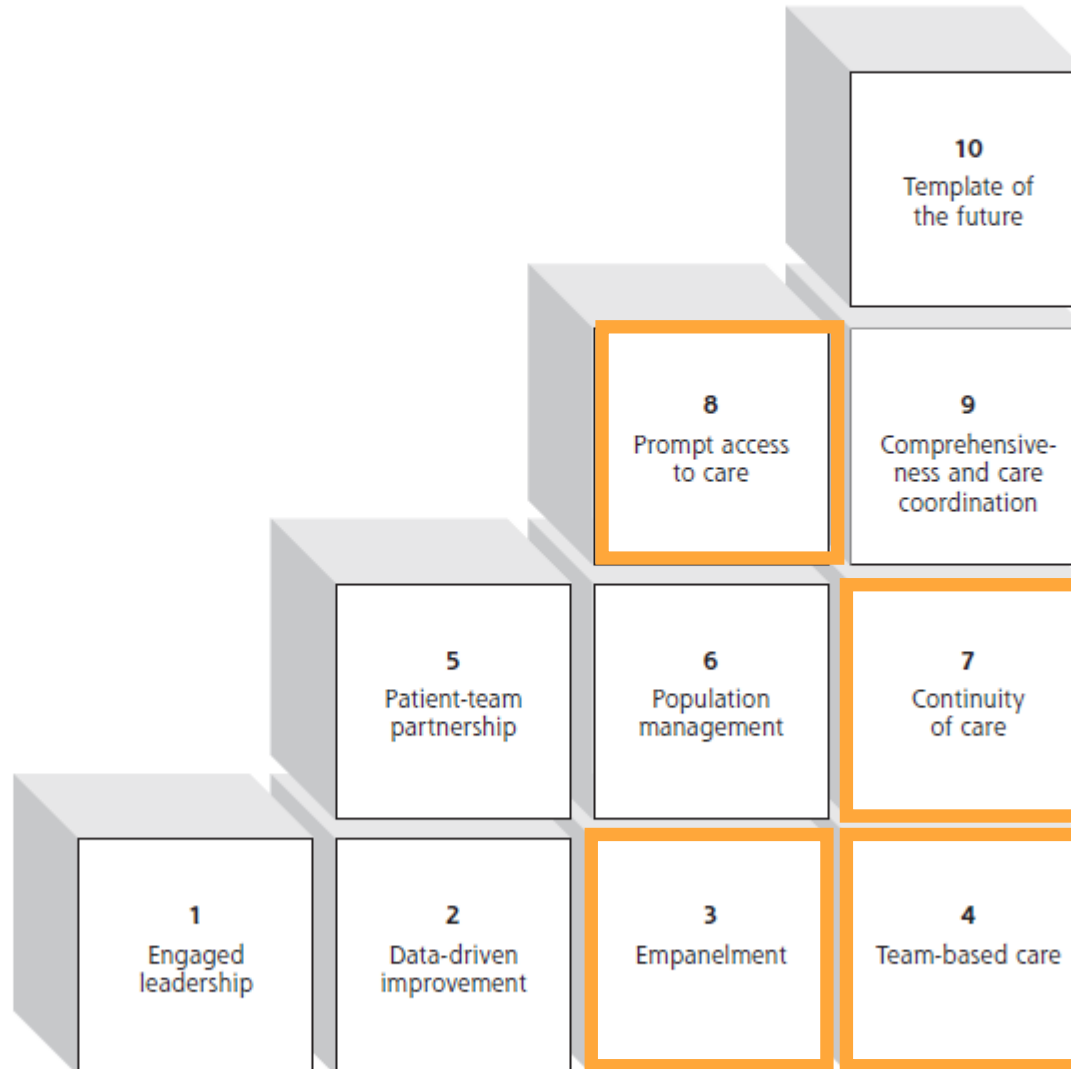 10
Template of
the future
8
Prompt access
to care
9
Comprehensive-
ness and care
coordination
5
Patient-team
partnership
6
Population
management
7
Continuity
of care
1
Engaged
leadership
2
Data-driven
improvement
3
Empanelment
4
Team-based care